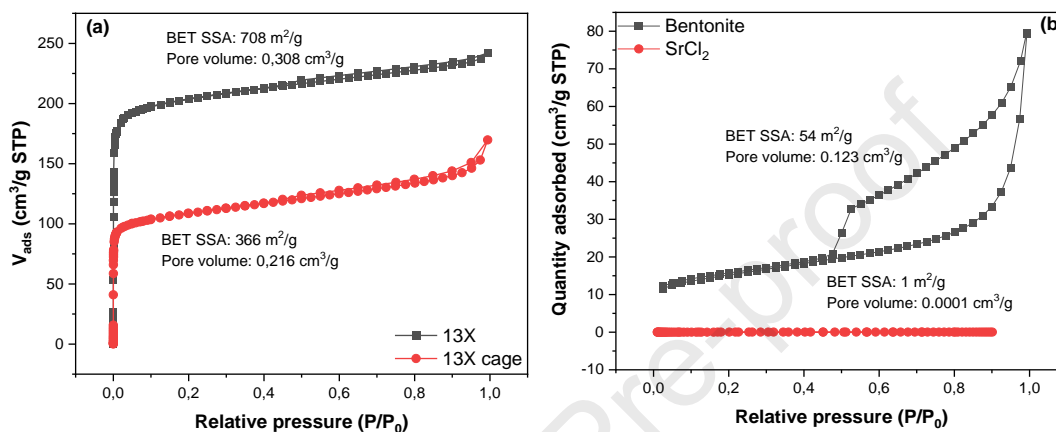 (a)
BET SSA: 708 m²/g
Pore volume: 0,308 cm³/g
BET SSA: 366 m²/g
Pore volume: 0,216 cm³/g
13X
13X cage
V_ads (cm³/g STP)
250
200
150
100
50
0
0,0 0,2 0,4 0,6 0,8 1,0
Relative pressure (P/P₀)
(b
Bentonite
SrCl₂
BET SSA: 54 m²/g
Pore volume: 0.123 cm³/g
BET SSA: 1 m²/g
Pore volume: 0.0001 cm³/g
Quantity adsorbed (cm³/g STP)
80
70
60
50
40
30
20
10
0
-10
0,0 0,2 0,4 0,6 0,8 1,0
Relative pressure (P/P₀)
Pre-proof